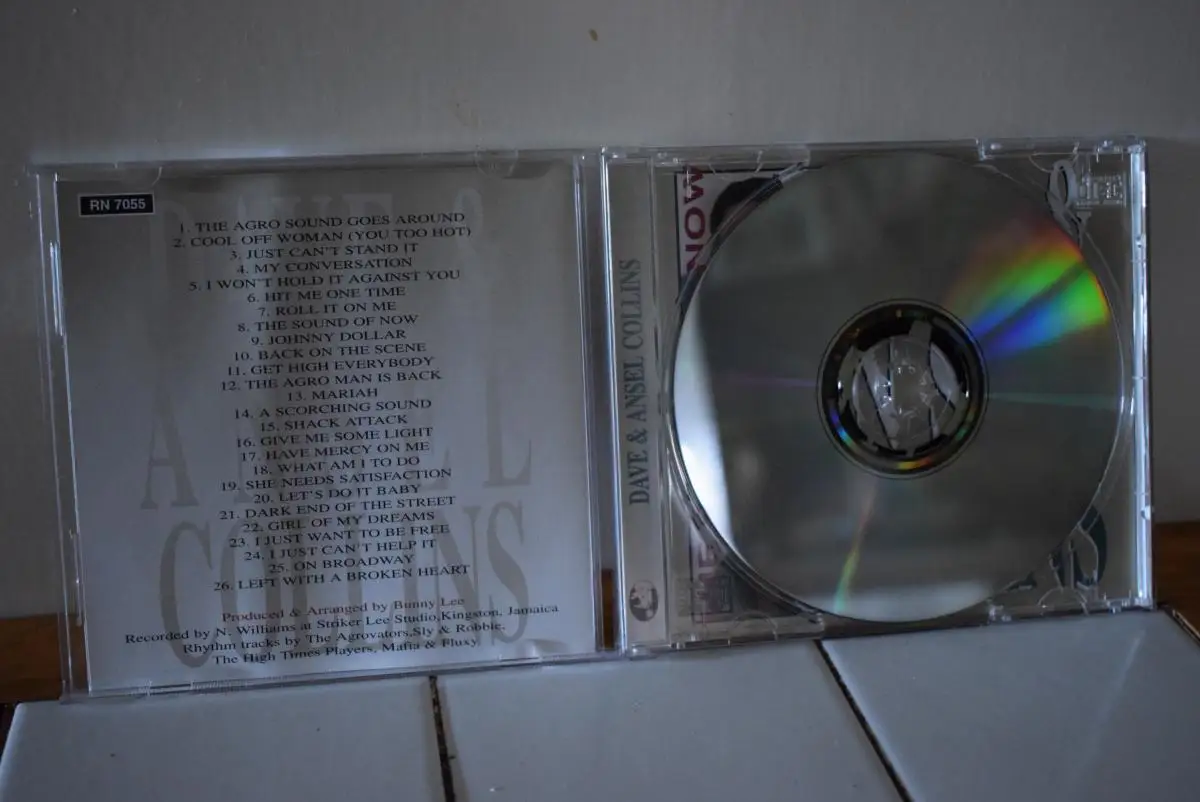 RN 7055
1. THE AGRO SOUND GOES AROUND
2. COOL OFF WOMAN (YOU TOO HOT)
3. JUST CAN'T STAND IT
4. MY CONVERSATION
5. I WON'T HOLD IT AGAINST YOU
6. HIT ME ONE TIME
7. ROLL IT ON ME
8. THE SOUND OF NOW
9. JOHNNY DOLLAR
10. BACK ON THE SCENE
11. GET HIGH EVERYBODY
12. THE AGRO MAN IS BACK
13. MARIAH
14. A SCORCHING SOUND
15. SHACK ATTACK
16. GIVE ME SOME LIGHT
17. HAVE MERCY ON ME
18. WHAT AM I TO DO
19. SHE NEEDS SATISFACTION
20. LET'S DO IT BABY
21. DARK END OF THE STREET
22. GIRL OF MY DREAMS
23. I JUST WANT TO BE FREE
24. I JUST CAN'T HELP IT
25. ON BROADWAY
26. LEFT WITH A BROKEN HEART
Produced & Arranged by Bunny Lee
Recorded by N. Williams at Striker Lee Studio,Kingston, Jamaica
Rhythm tracks by The Agrovators,Sly & Robbie,
The High Times Players, Mafia & Fluxy.
COLLINS
DAVE & ANSEL COLLINS
NOW